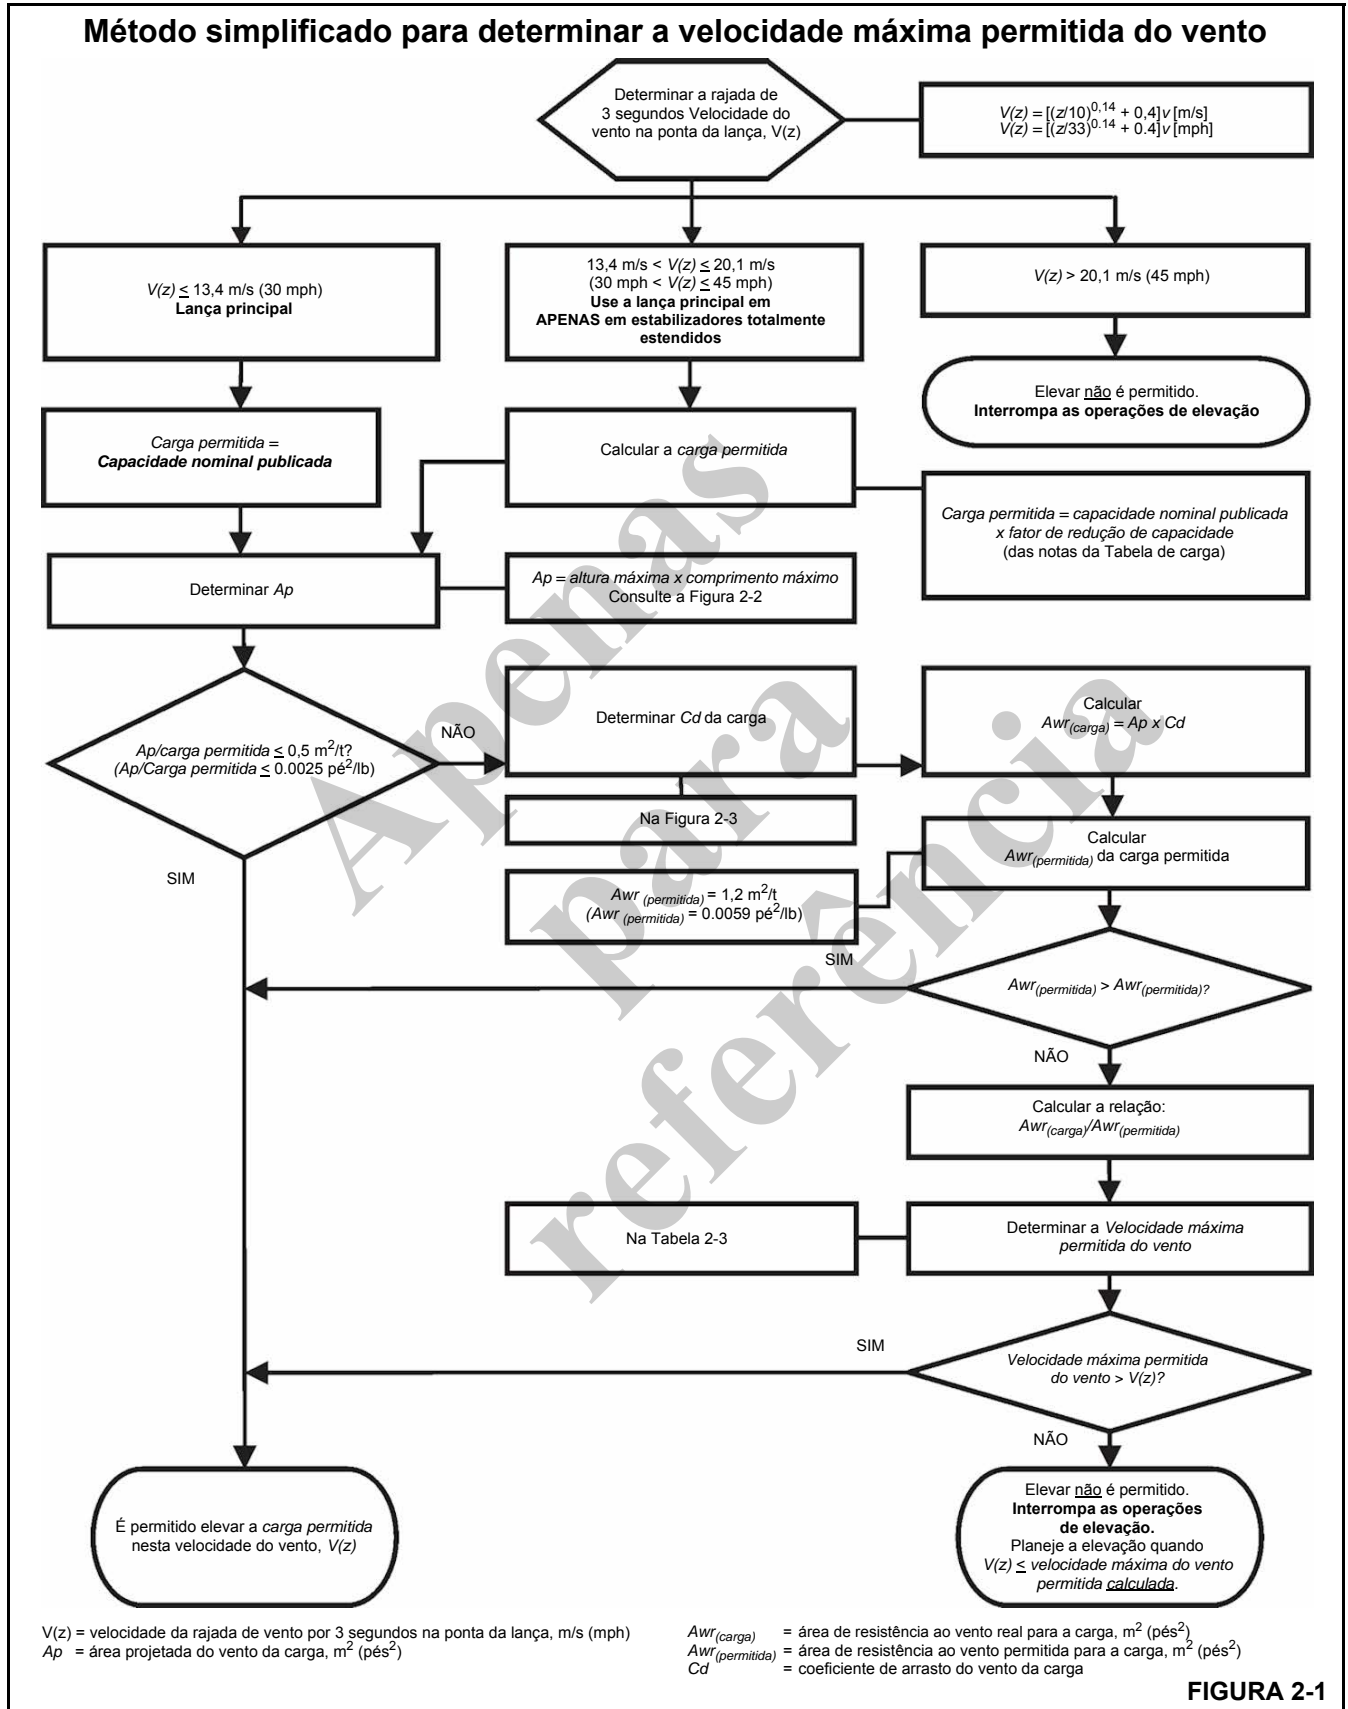 Método simplificado para determinar a velocidade máxima permitida do vento
Determinar a rajada de
3 segundos Velocidade do
vento na ponta da lança, V(z)
V(z) = [(z/10)^0,14 + 0,4]v [m/s]
V(z) = [(z/33)^0.14 + 0.4]v [mph]
V(z) ≤ 13,4 m/s (30 mph)
Lança principal
13,4 m/s < V(z) ≤ 20,1 m/s
(30 mph < V(z) ≤ 45 mph)
Use a lança principal em
APENAS em estabilizadores totalmente
estendidos
V(z) > 20,1 m/s (45 mph)
Elevar não é permitido.
Interrompa as operações de elevação
Carga permitida =
Capacidade nominal publicada
Calcular a carga permitida
Carga permitida = capacidade nominal publicada
x fator de redução de capacidade
(das notas da Tabela de carga)
Determinar Ap
Ap = altura máxima x comprimento máximo
Consulte a Figura 2-2
Ap/carga permitida ≤ 0,5 m²/t?
(Ap/Carga permitida ≤ 0.0025 pé²/lb)
NÃO
SIM
Determinar Cd da carga
Na Figura 2-3
Calcular
Awr(carga) = Ap x Cd
Calcular
Awr(permitida) da carga permitida
Awr (permitida) = 1,2 m²/t
(Awr (permitida) = 0.0059 pé²/lb)
SIM
Awr(permitida) > Awr(permitida)?
NÃO
Calcular a relação:
Awr(carga)/Awr(permitida)
Na Tabela 2-3
Determinar a Velocidade máxima
permitida do vento
SIM
Velocidade máxima permitida
do vento > V(z)?
NÃO
É permitido elevar a carga permitida
nesta velocidade do vento, V(z)
Elevar não é permitido.
Interrompa as operações
de elevação.
Planeje a elevação quando
V(z) ≤ velocidade máxima do vento
permitida calculada.
V(z) = velocidade da rajada de vento por 3 segundos na ponta da lança, m/s (mph)
Ap = área projetada do vento da carga, m² (pés²)
Awr(carga) = área de resistência ao vento real para a carga, m² (pés²)
Awr(permitida) = área de resistência ao vento permitida para a carga, m² (pés²)
Cd = coeficiente de arrasto do vento da carga
FIGURA 2-1
Apenas
para
referência